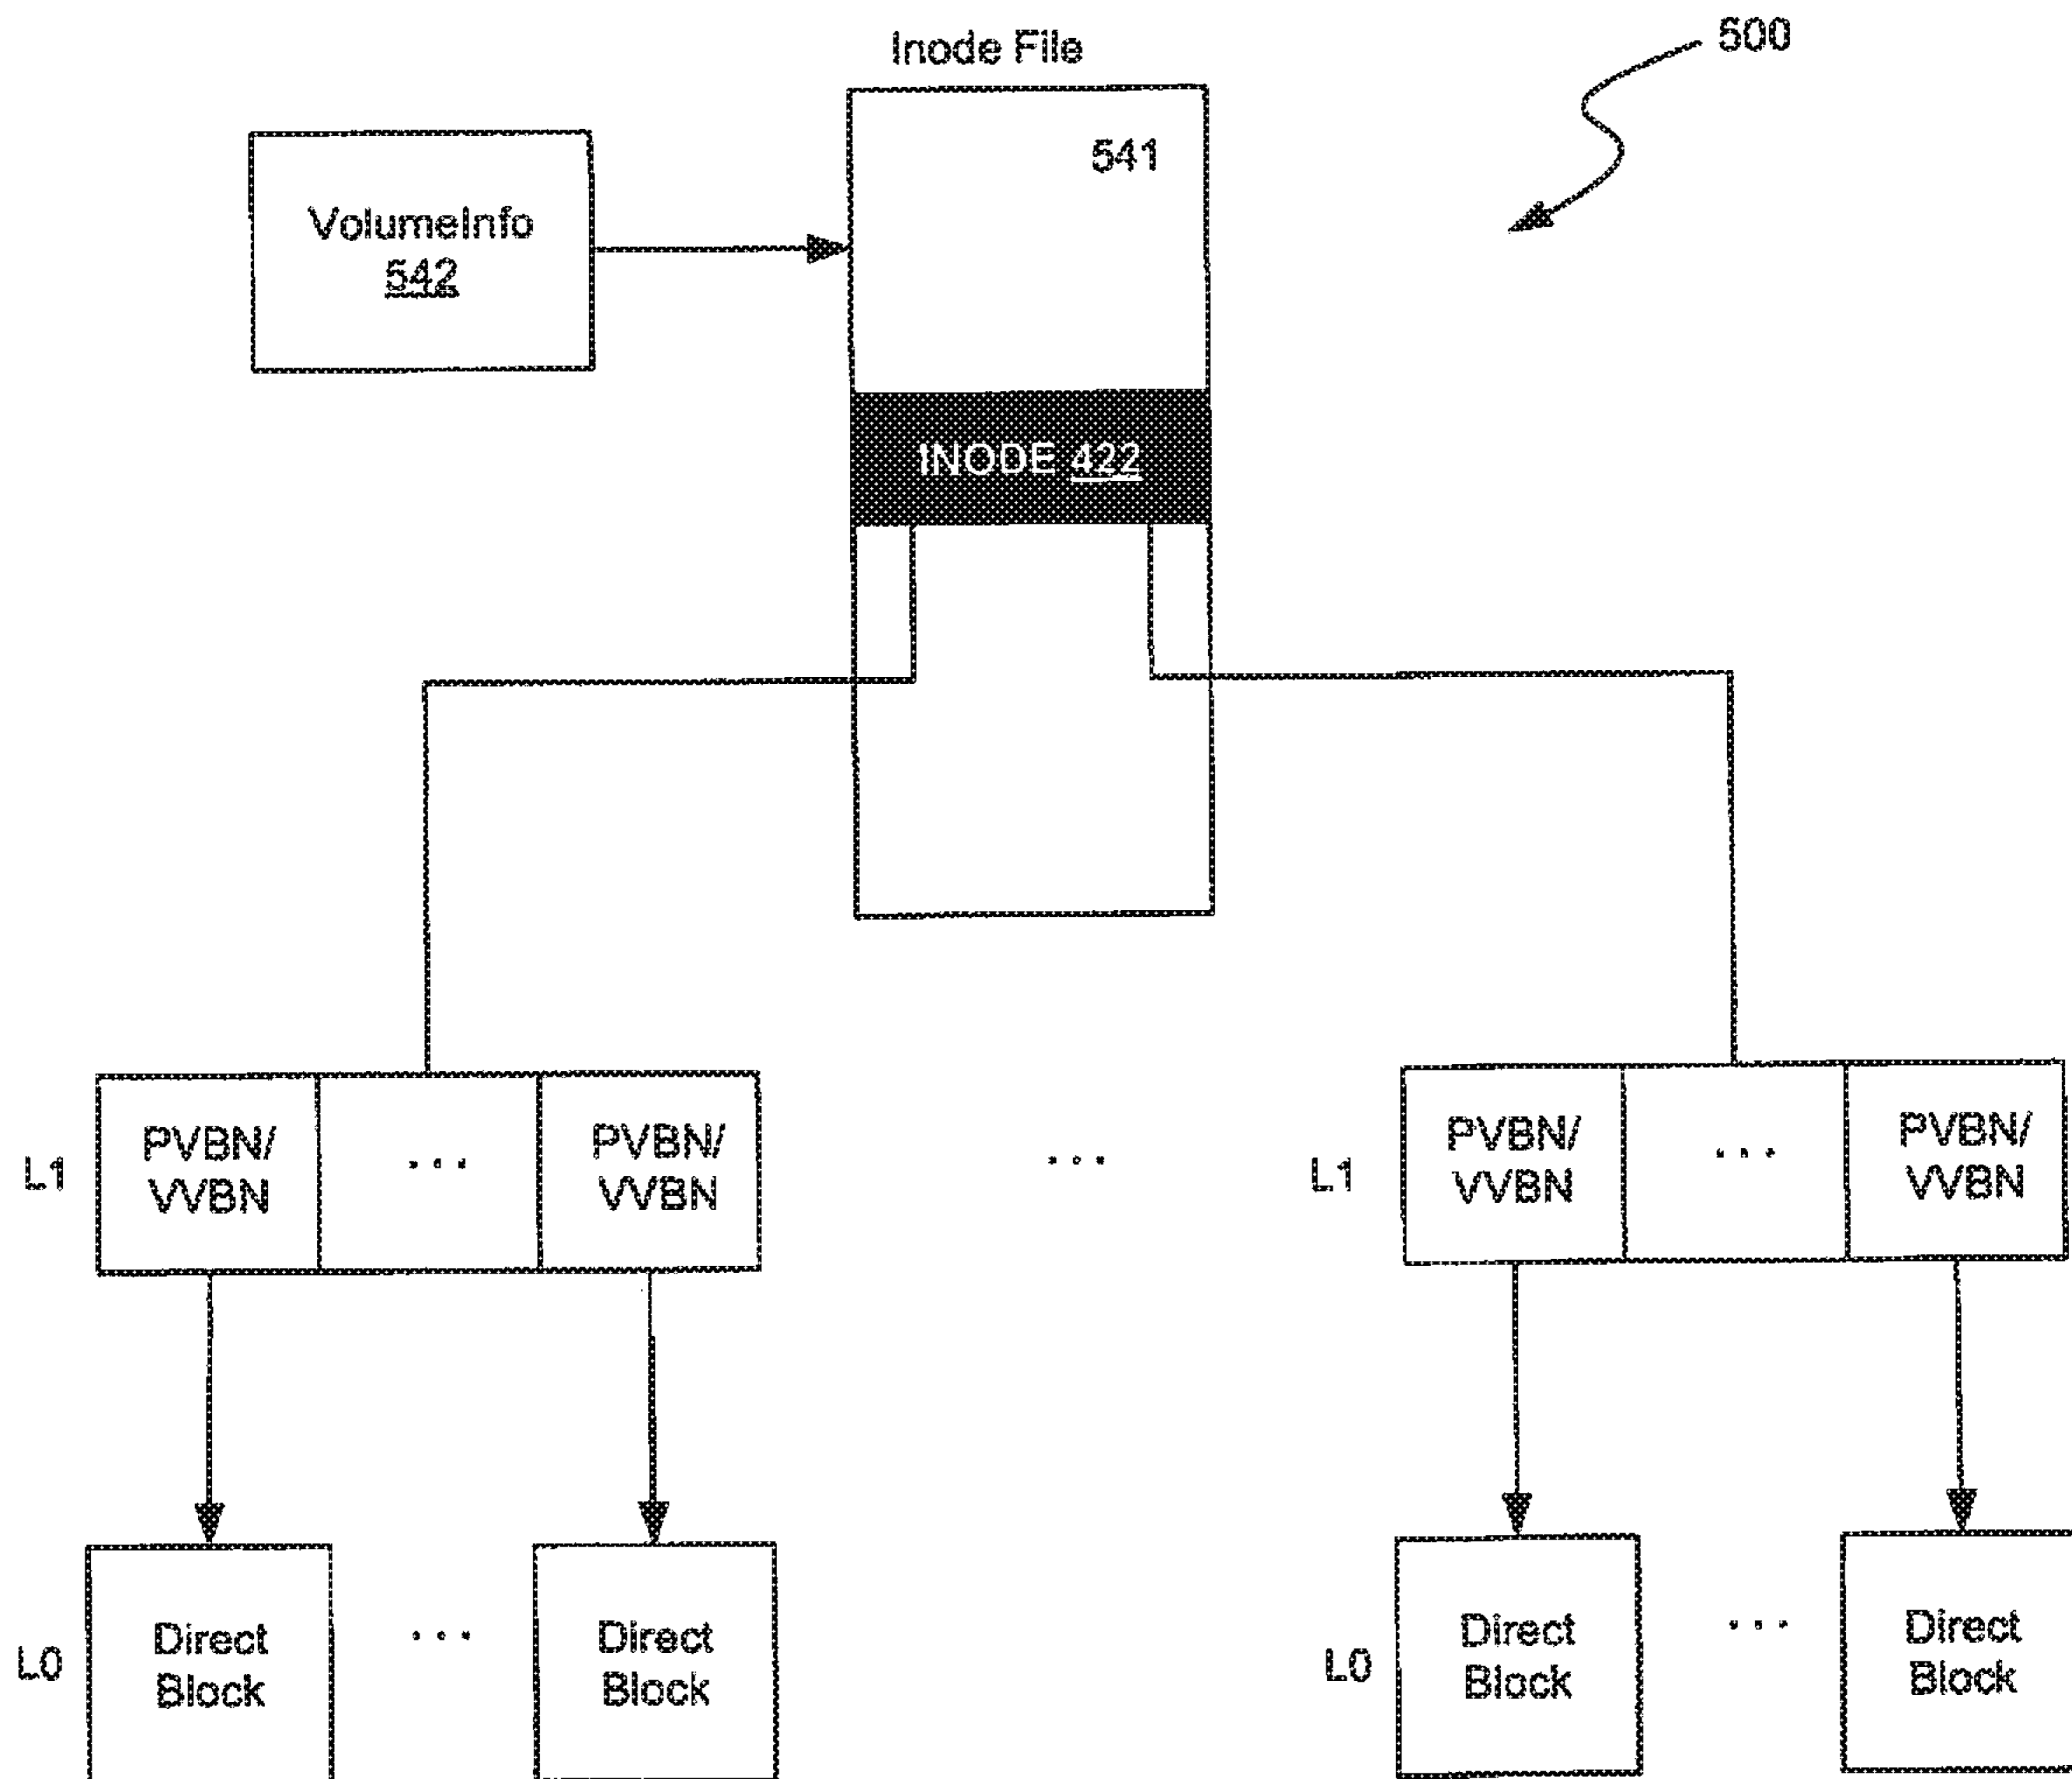 Inode File
500
541
VolumeInfo
542
INODE 422
L1
PVBN/
VVBN
...
PVBN/
VVBN
...
L1
PVBN/
VVBN
...
PVBN/
VVBN
L0
Direct
Block
...
Direct
Block
L0
Direct
Block
...
Direct
Block